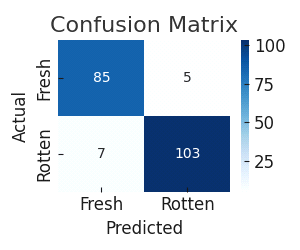 Confusion Matrix
Actual
Fresh
85
5
Rotten
7
103
Fresh
Rotten
Predicted
100
75
50
25